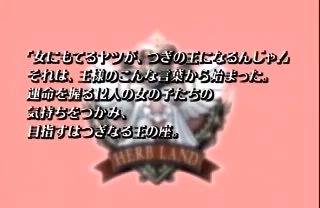 「女にもてるヤツが、つぎの王になるんじゃ!」
それは、王様のこんな言葉から始まった。
運命を握る12人の女の子たちの
気持ちをつかみ、
目指すはつぎなる王の座。
HERB LAND